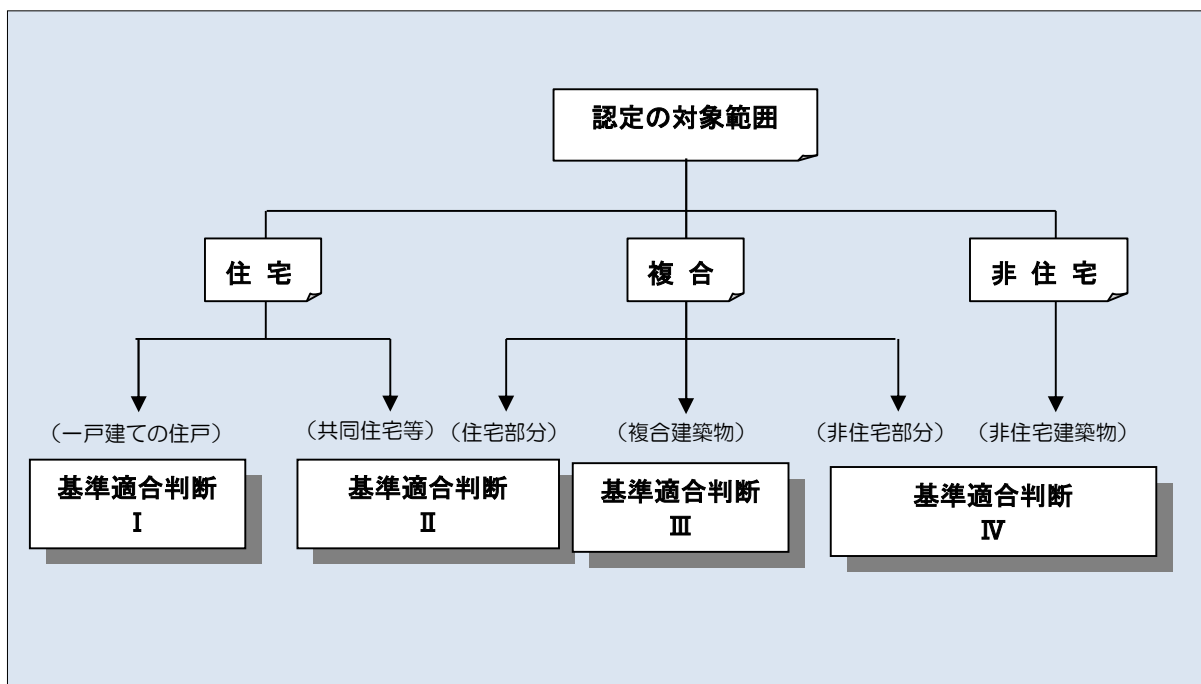 認定の対象範囲
住 宅
複 合
非 住 宅
（一戸建ての住戸）
（共同住宅等）
（住宅部分）
（複合建築物）
（非住宅部分）
（非住宅建築物）
基準適合判断
Ⅰ
基準適合判断
Ⅱ
基準適合判断
Ⅲ
基準適合判断
Ⅳ